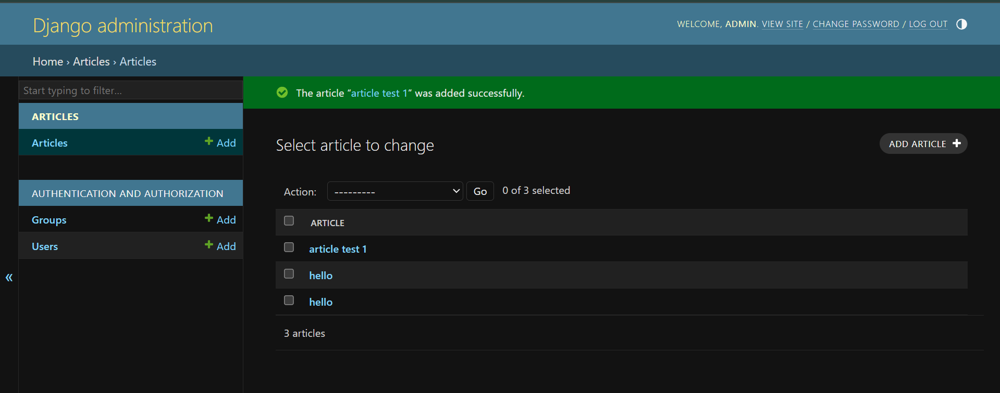 Django administration
WELCOME, ADMIN. VIEW SITE / CHANGE PASSWORD / LOG OUT
Home › Articles › Articles
Start typing to filter...
ARTICLES
Articles
+ Add
AUTHENTICATION AND AUTHORIZATION
Groups
+ Add
Users
+ Add
«
The article “article test 1” was added successfully.
Select article to change
ADD ARTICLE +
Action: --------- Go 0 of 3 selected
ARTICLE
article test 1
hello
hello
3 articles